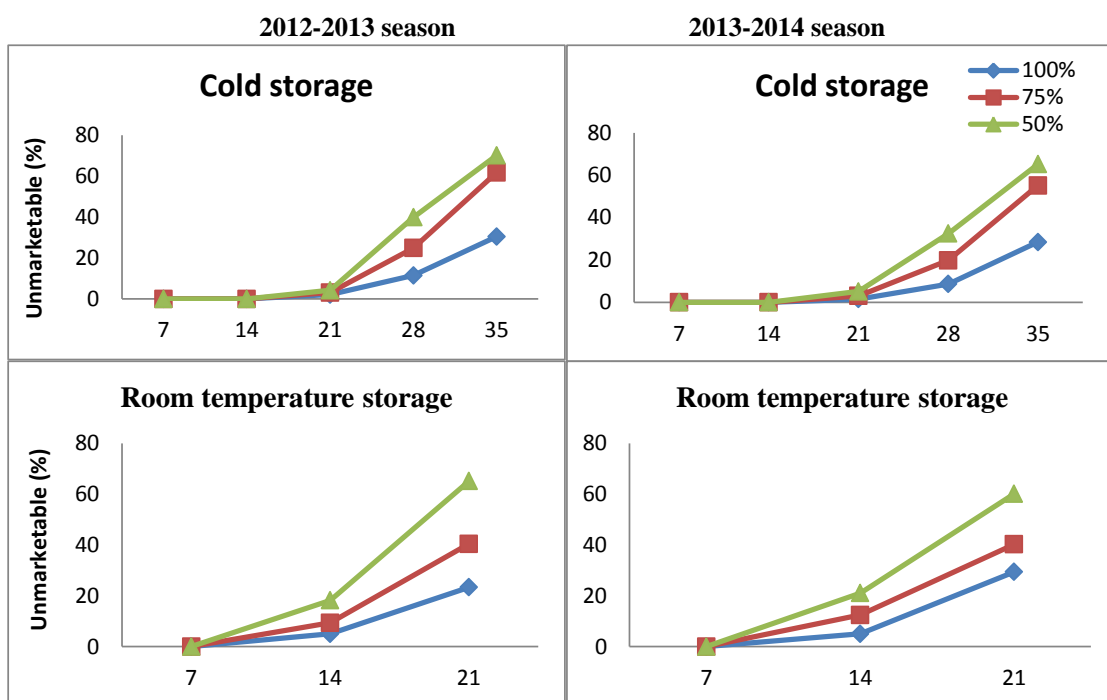 2012-2013 season
2013-2014 season
Cold storage
Unmarketable (%)
80
60
40
20
0
7 14 21 28 35
Cold storage
100%
75%
50%
80
60
40
20
0
7 14 21 28 35
Room temperature storage
Unmarketable (%)
80
60
40
20
0
7 14 21
Room temperature storage
80
60
40
20
0
7 14 21